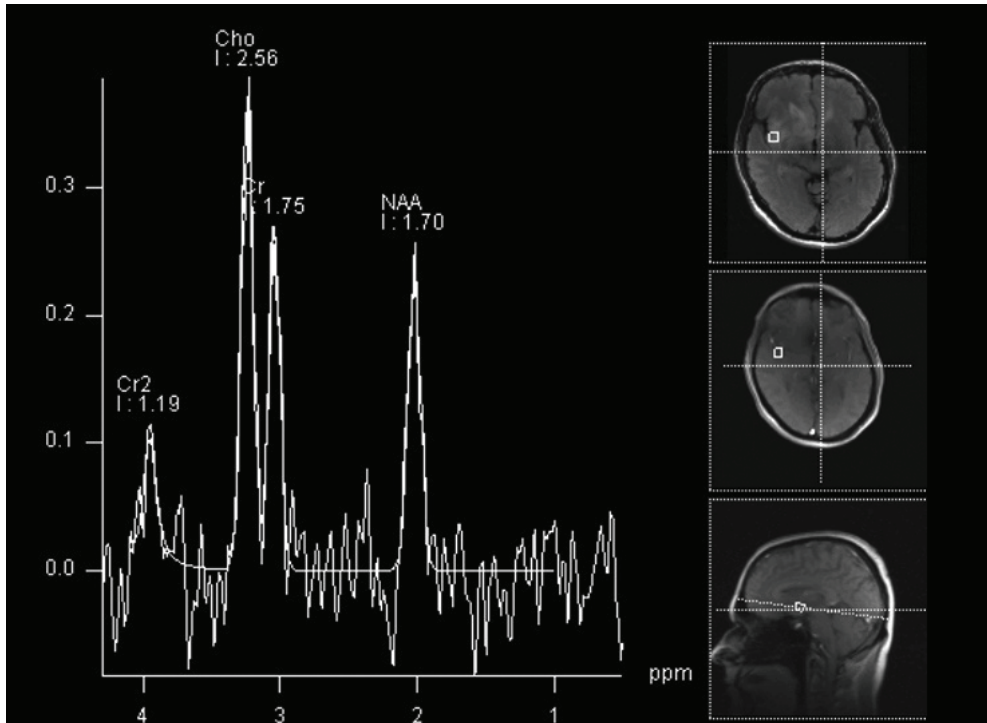 Cho
I : 2.56
0.3
Cr
: 1.75
NAA
I : 1.70
0.2
Cr2
I : 1.19
0.1
0.0
ppm
4
3
2
1